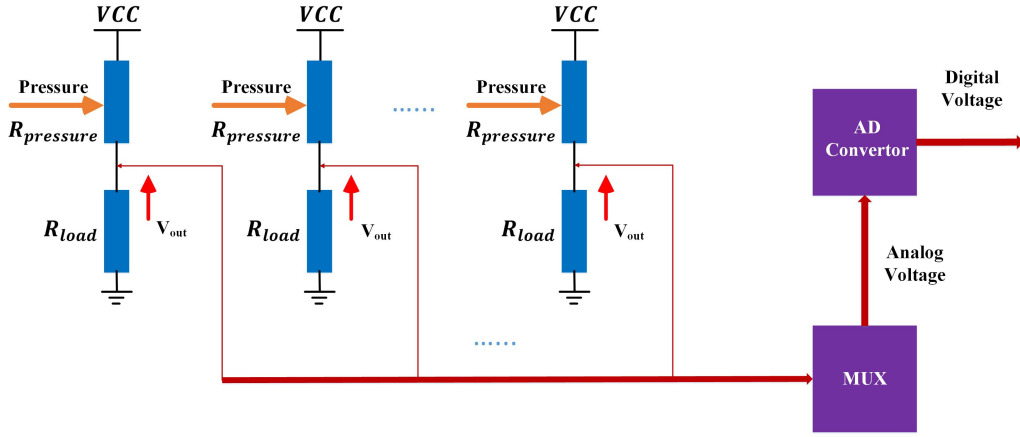 VCC
VCC
VCC
Pressure
Pressure
Pressure
R_pressure
R_pressure
R_pressure
......
R_load
R_load
R_load
V_out
V_out
V_out
......
Digital
Voltage
AD
Convertor
Analog
Voltage
MUX